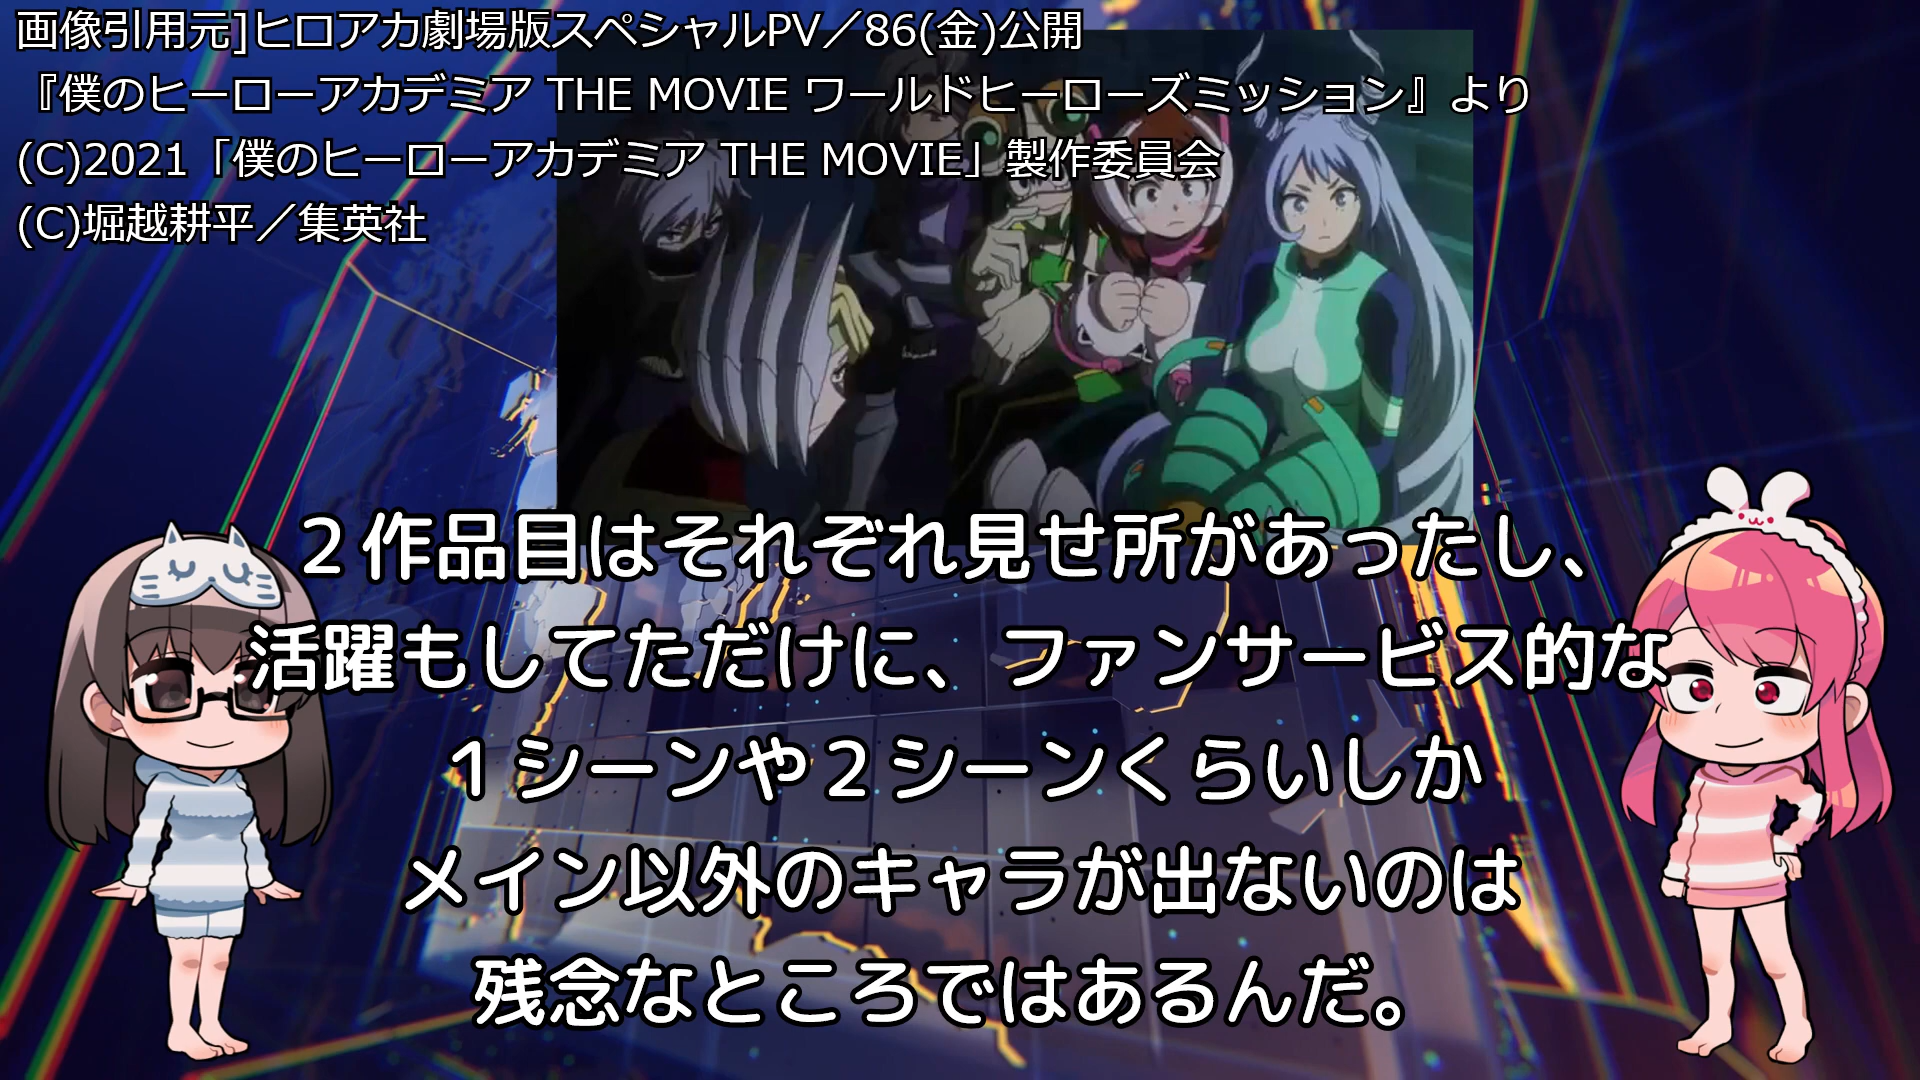 画像引用元]ヒロアカ劇場版スペシャルPV／86(金)公開
『僕のヒーローアカデミア THE MOVIE ワールドヒーローズミッション』より
(C)2021「僕のヒーローアカデミア THE MOVIE」製作委員会
(C)堀越耕平／集英社
２作品目はそれぞれ見せ所があったし、
活躍もしてただけに、ファンサービス的な
１シーンや２シーンくらいしか
メイン以外のキャラが出ないのは
残念なところではあるんだ。